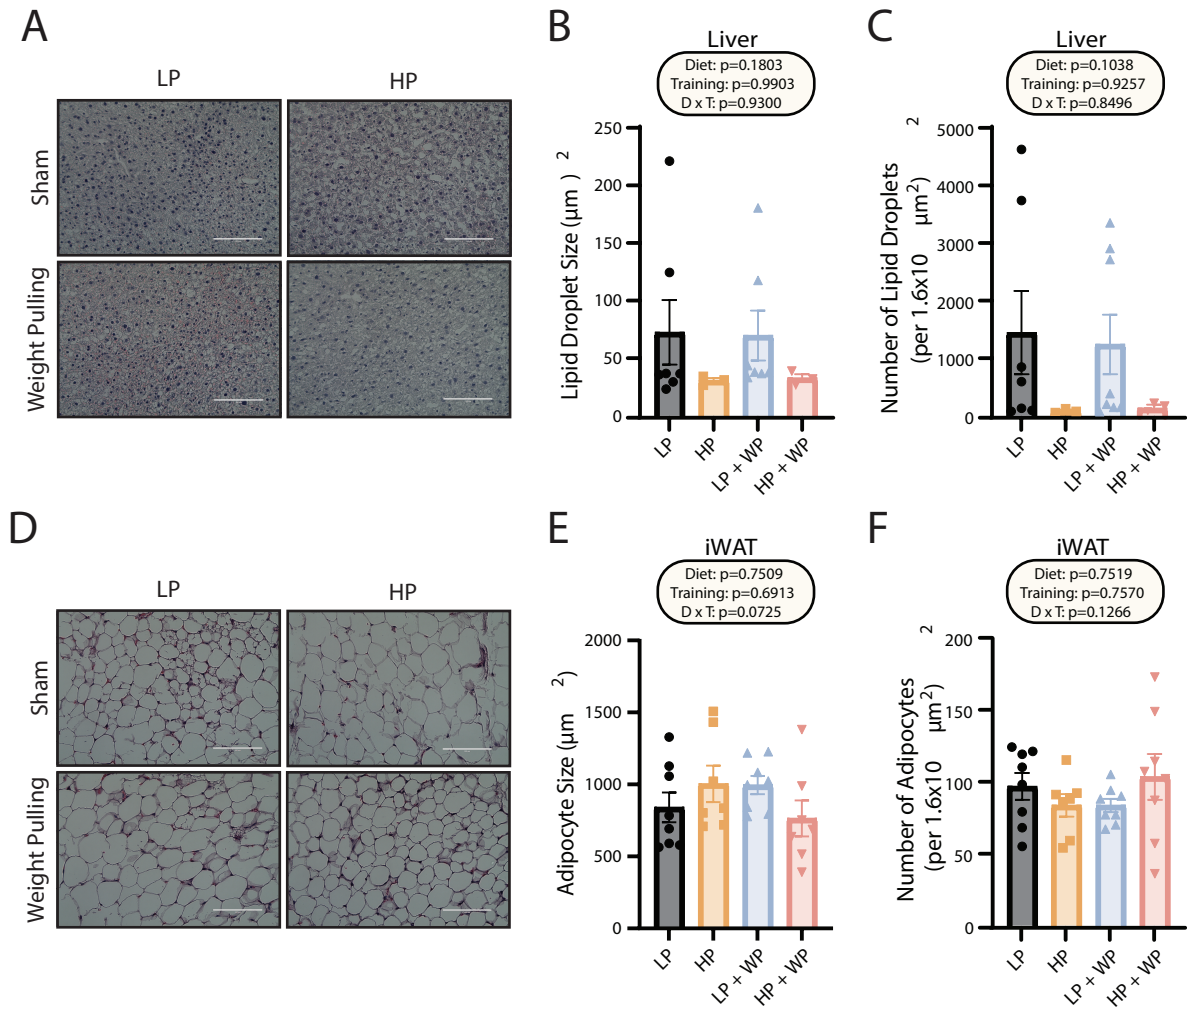 A
LP
HP
Sham
Weight Pulling
B
Liver
Diet: p=0.1803
Training: p=0.9903
D x T: p=0.9300
Lipid Droplet Size (µm 2)
250
200
150
100
50
0
LP
HP
LP + WP
HP + WP
C
Liver
Diet: p=0.1038
Training: p=0.9257
D x T: p=0.8496
Number of Lipid Droplets
(per 1.6x10 2 µm²)
5000
4000
3000
2000
1000
0
LP
HP
LP + WP
HP + WP
D
LP
HP
Sham
Weight Pulling
E
iWAT
Diet: p=0.7509
Training: p=0.6913
D x T: p=0.0725
Adipocyte Size (µm 2)
2000
1500
1000
500
0
LP
HP
LP + WP
HP + WP
F
iWAT
Diet: p=0.7519
Training: p=0.7570
D x T: p=0.1266
Number of Adipocytes
(per 1.6x10 2 µm²)
200
150
100
50
0
LP
HP
LP + WP
HP + WP